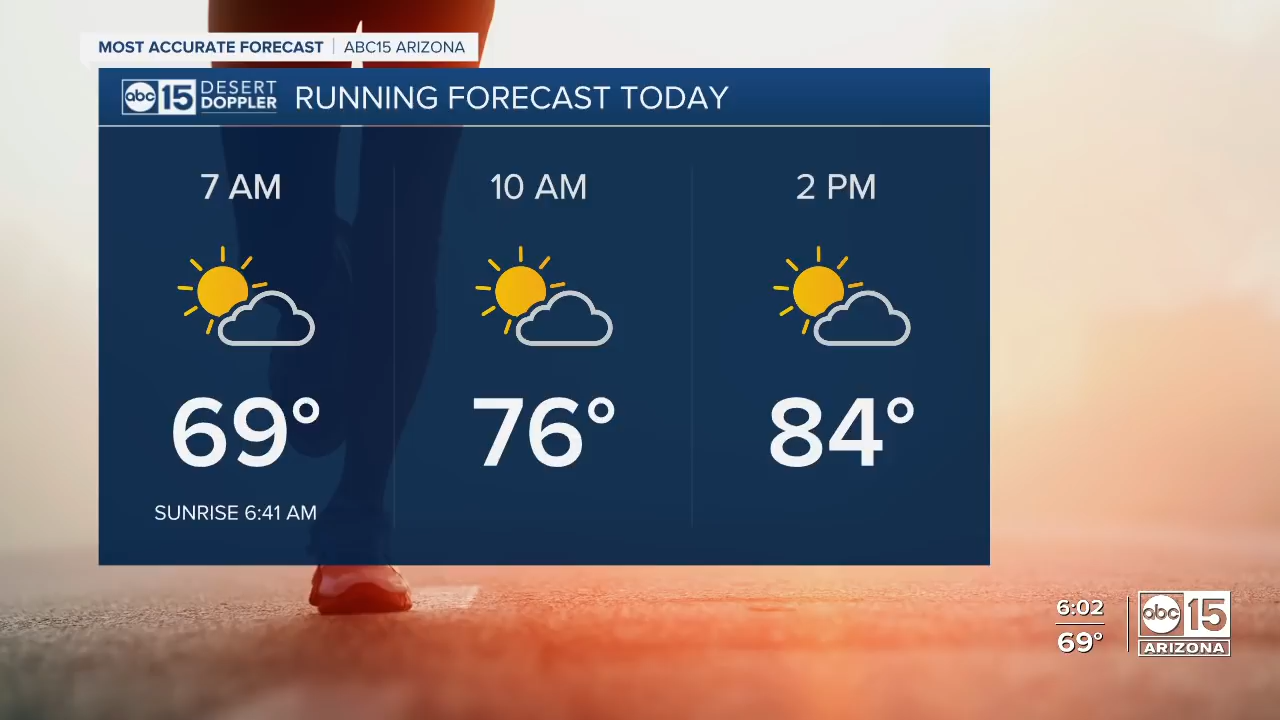 MOST ACCURATE FORECAST | ABC15 ARIZONA
abc 15 DESERT DOPPLER RUNNING FORECAST TODAY
7 AM
10 AM
2 PM
69°
76°
84°
SUNRISE 6:41 AM
6:02
69°
abc 15
ARIZONA